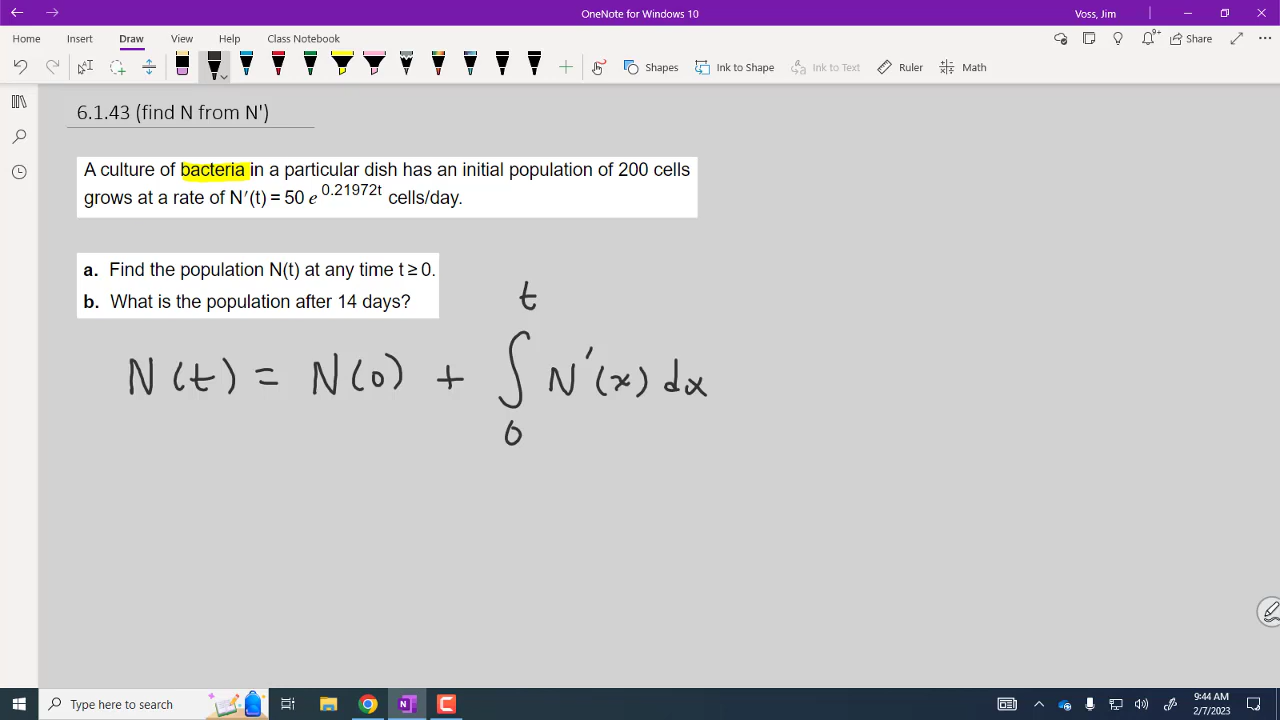 OneNote for Windows 10
Voss, Jim
Home Insert Draw View Help Class Notebook
Share
Shapes Ink to Shape Ink to Text Ruler Math
6.1.43 (find N from N')
A culture of bacteria in a particular dish has an initial population of 200 cells
grows at a rate of N′(t) = 50 e^0.21972t cells/day.
a. Find the population N(t) at any time t ≥ 0.
b. What is the population after 14 days?
N(t) = N(0) + ∫₀ᵗ N'(x) dx
Type here to search
9:44 AM
2/7/2023